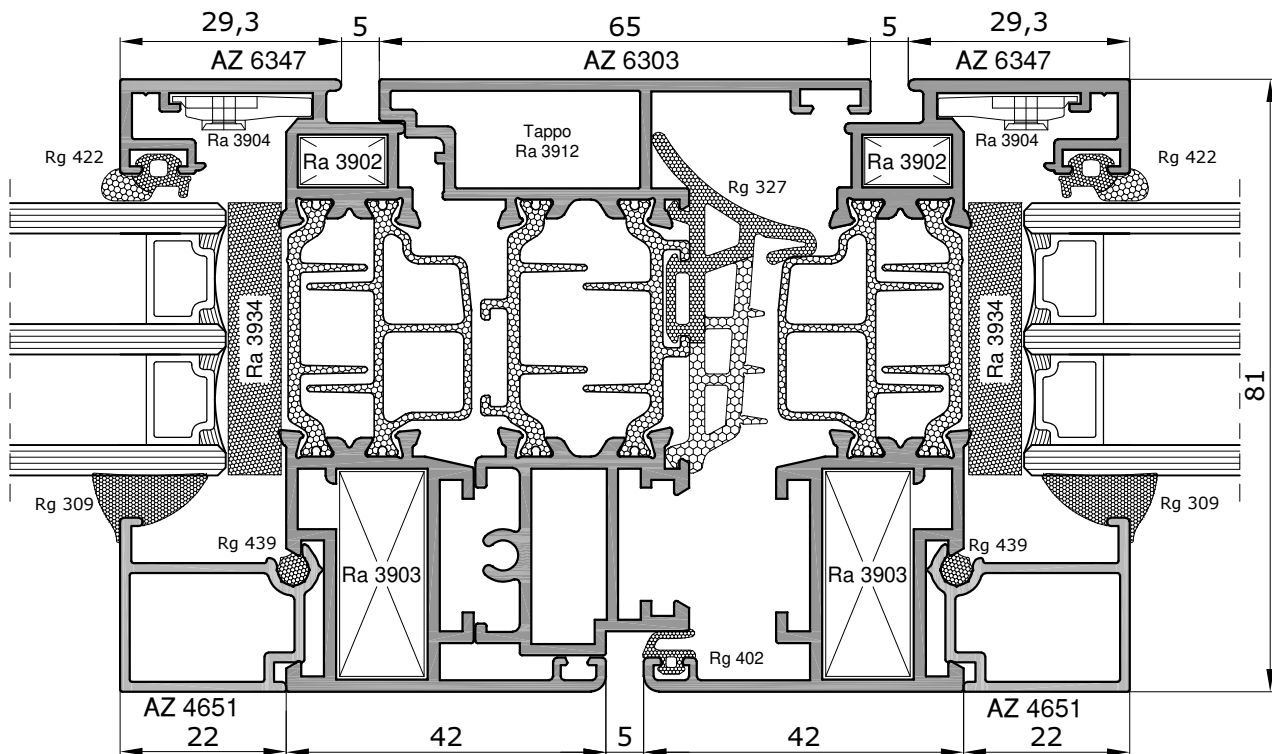 29,3 5 65 5 29,3
AZ 6347 AZ 6303 AZ 6347
Ra 3904 Tappo Ra 3904
Ra 3912
Rg 422 Ra 3902 Ra 3902 Rg 422
Rg 327
Ra 3934 Ra 3934
81
Rg 309 Rg 309
Rg 439 Rg 439
Ra 3903 Ra 3903
Rg 402
AZ 4651 AZ 4651
22 42 5 42 22